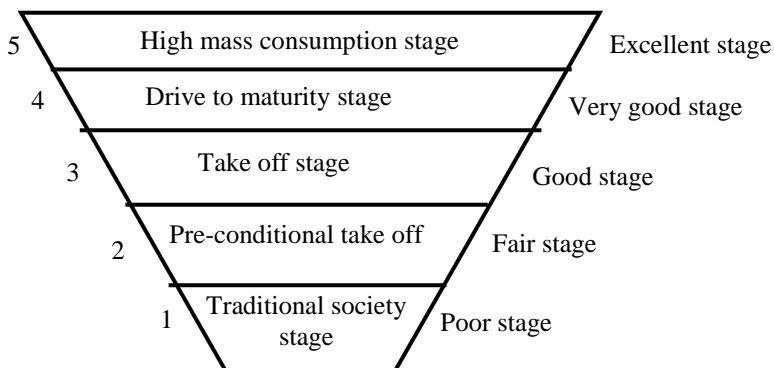 5 High mass consumption stage Excellent stage
4 Drive to maturity stage Very good stage
3 Take off stage Good stage
2 Pre-conditional take off Fair stage
1 Traditional society
stage Poor stage